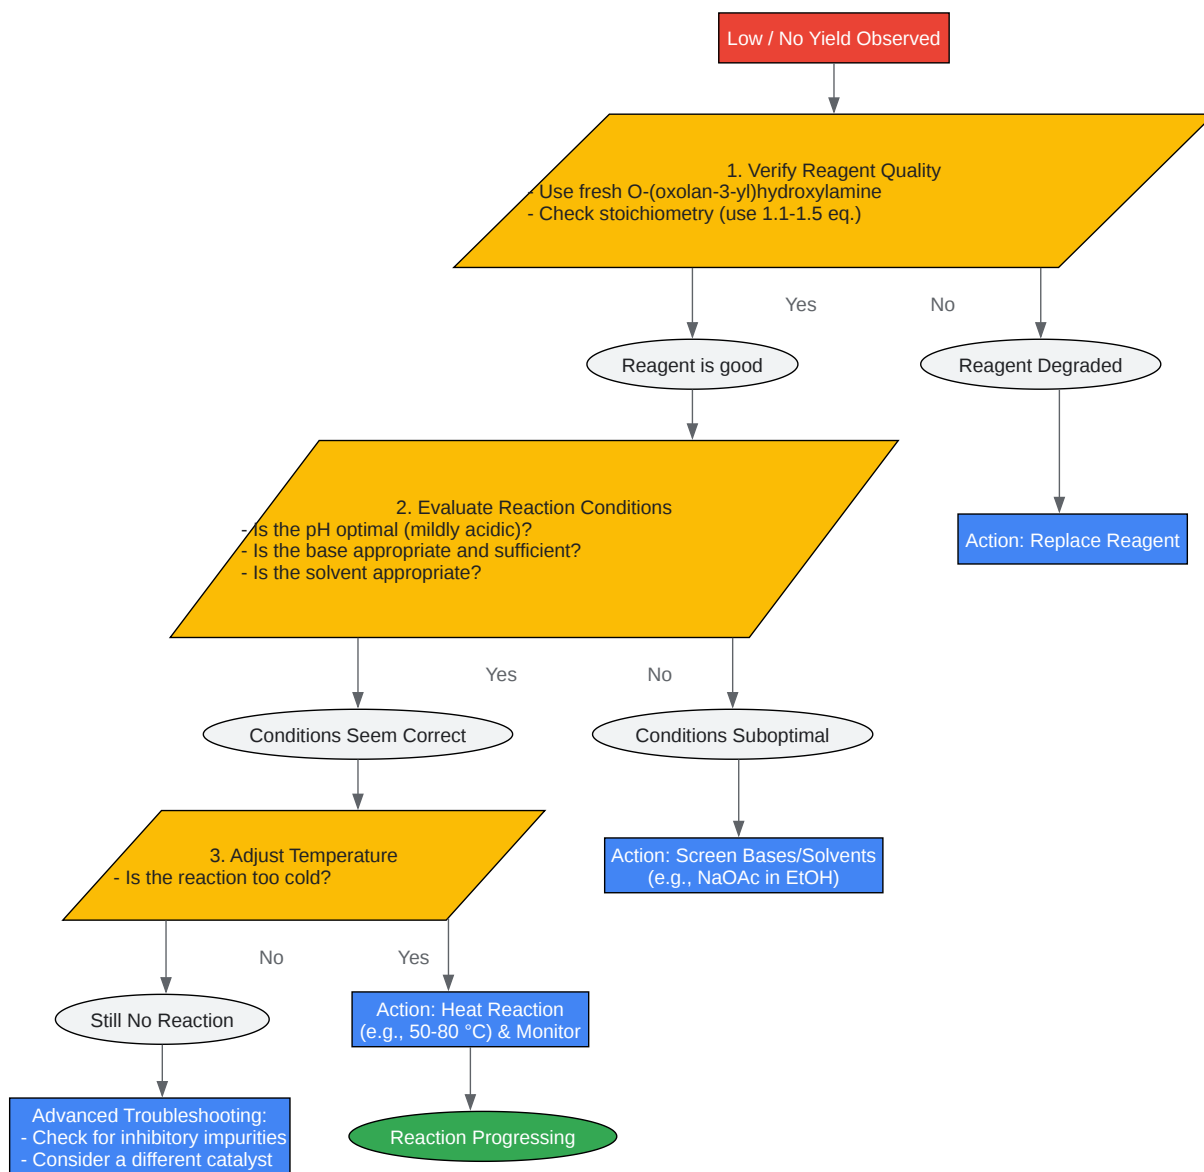 Low / No Yield Observed
1. Verify Reagent Quality
- Use fresh O-(oxolan-3-yl)hydroxylamine
- Check stoichiometry (use 1.1-1.5 eq.)
Yes
No
Reagent is good
Reagent Degraded
2. Evaluate Reaction Conditions
- Is the pH optimal (mildly acidic)?
- Is the base appropriate and sufficient?
- Is the solvent appropriate?
Action: Replace Reagent
Yes
No
Conditions Seem Correct
Conditions Suboptimal
3. Adjust Temperature
- Is the reaction too cold?
Action: Screen Bases/Solvents
(e.g., NaOAc in EtOH)
No
Yes
Still No Reaction
Action: Heat Reaction
(e.g., 50-80 °C) & Monitor
Advanced Troubleshooting:
- Check for inhibitory impurities
- Consider a different catalyst
Reaction Progressing